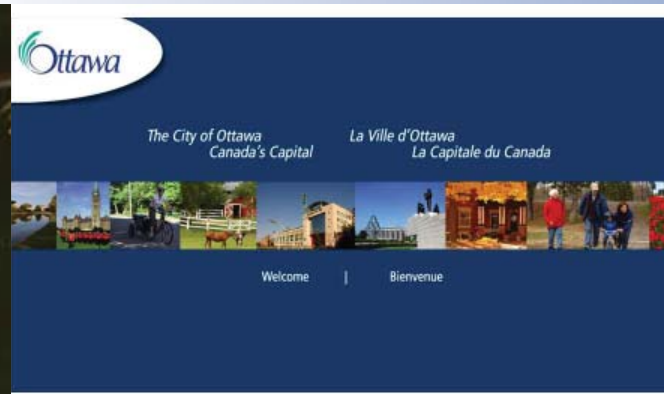 Ottawa
The City of Ottawa
Canada's Capital
La Ville d'Ottawa
La Capitale du Canada
Welcome | Bienvenue